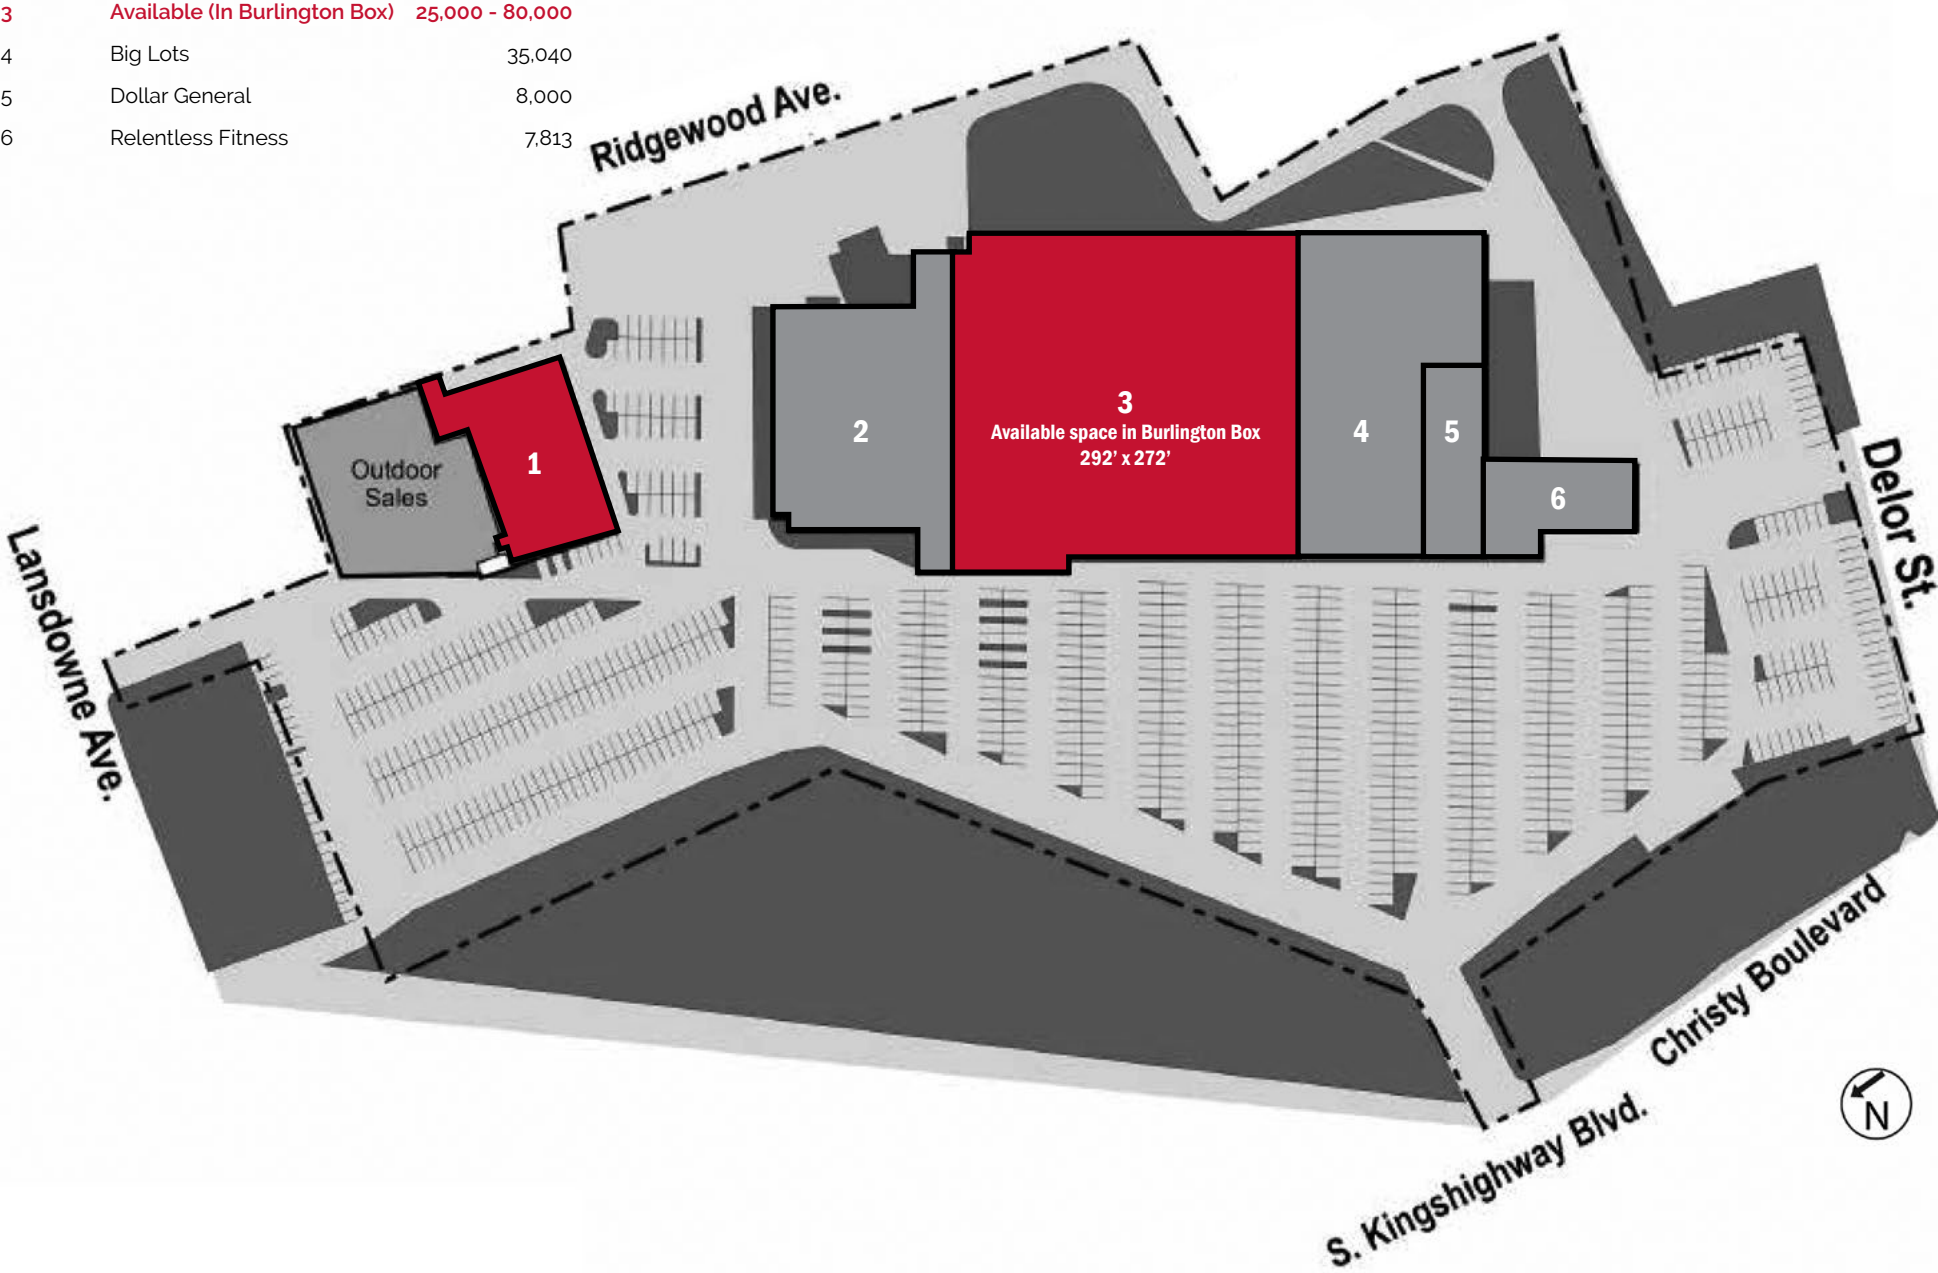 3 Available (In Burlington Box) 25,000 - 80,000
4 Big Lots 35,040
5 Dollar General 8,000
6 Relentless Fitness 7,813
Ridgewood Ave.
3
Available space in Burlington Box
292’ x 272’
2
4
5
1
Outdoor
Sales
6
Delor St.
Lansdowne Ave.
Christy Boulevard
N
S. Kingshighway Blvd.